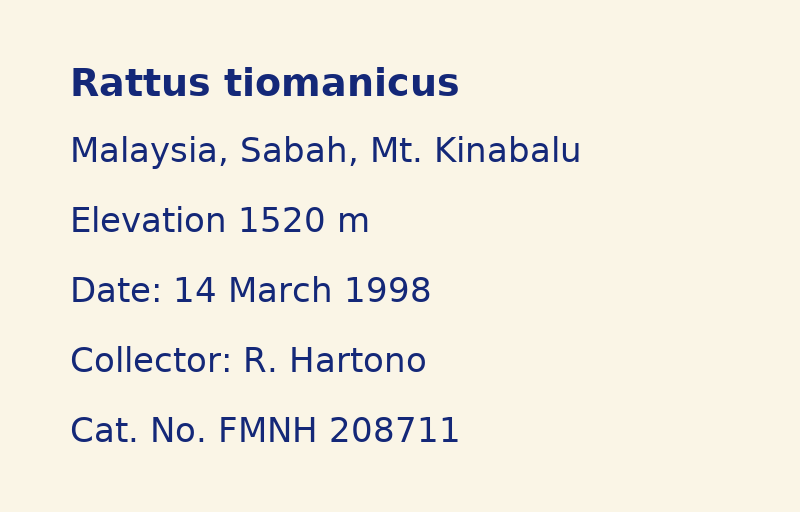 Rattus tiomanicus
Malaysia, Sabah, Mt. Kinabalu
Elevation 1520 m
Date: 14 March 1998
Collector: R. Hartono
Cat. No. FMNH 208711